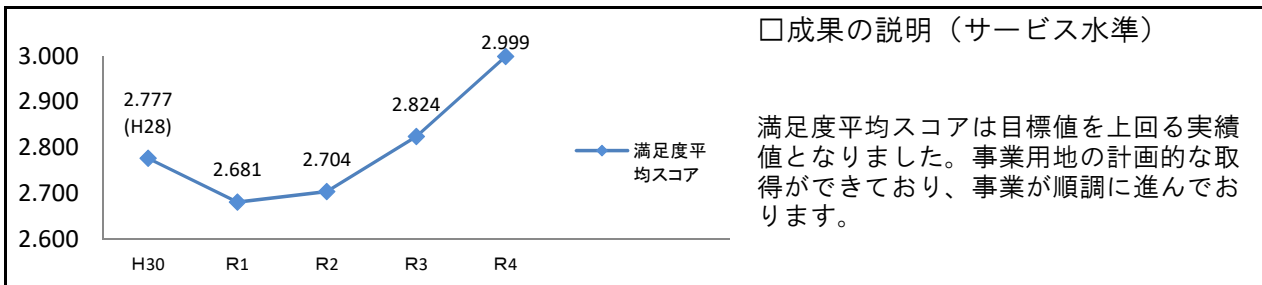 3.000
2.900
2.800
2.700
2.600
2.777
(H28)
2.681
2.704
2.824
2.999
H30
R1
R2
R3
R4
満足度平
均スコア
□成果の説明（サービス水準）
満足度平均スコアは目標値を上回る実績
値となりました。事業用地の計画的な取
得ができており、事業が順調に進んでお
ります。